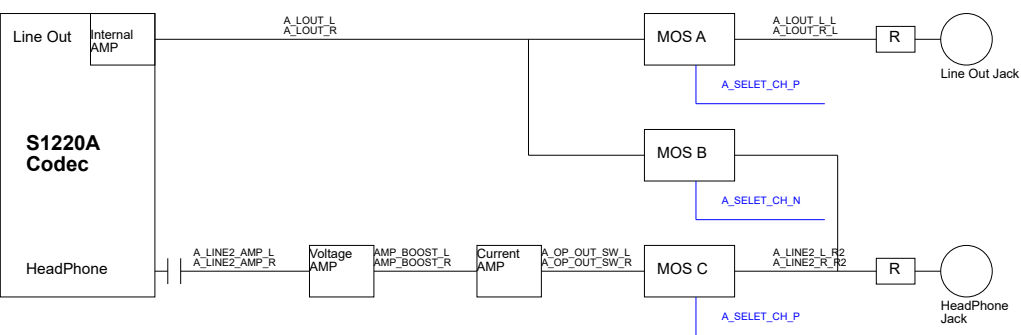 A_LOUT_L
A_LOUT_R
A_LOUT_L_L
A_LOUT_R_L
Line Out
Internal
AMP
MOS A
R
Line Out Jack
A_SELET_CH_P
S1220A
Codec
MOS B
A_SELET_CH_N
HeadPhone
A_LINE2_AMP_L
A_LINE2_AMP_R
Voltage
AMP
AMP_BOOST_L
AMP_BOOST_R
Current
AMP
A_OP_OUT_SW_L
A_OP_OUT_SW_R
MOS C
A_LINE2_L_R2
A_LINE2_R_R2
R
HeadPhone
Jack
A_SELET_CH_P